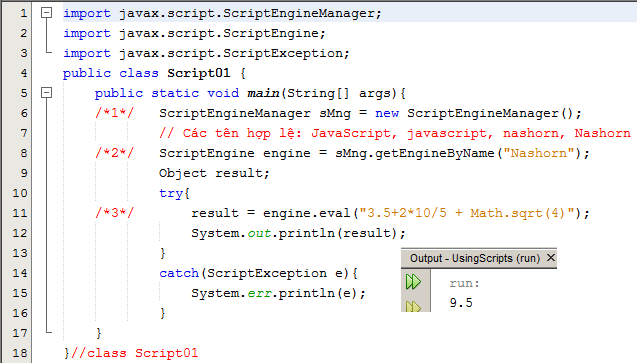 1 import javax.script.ScriptEngineManager;
2 import javax.script.ScriptEngine;
3 import javax.script.ScriptException;
4 public class Script01 {
5 public static void main(String[] args){
6 /*1*/ ScriptEngineManager sMng = new ScriptEngineManager();
7 // Các tên hợp lệ: JavaScript, javascript, nashorn, Nashorn
8 /*2*/ ScriptEngine engine = sMng.getEngineByName("Nashorn");
9 Object result;
10 try{
11 /*3*/ result = engine.eval("3.5+2*10/5 + Math.sqrt(4)");
12 System.out.println(result);
13 }
14 catch(ScriptException e){
15 System.err.println(e);
16 }
17 }
18 }//class Script01
Output - UsingScripts (run) ×
run:
9.5